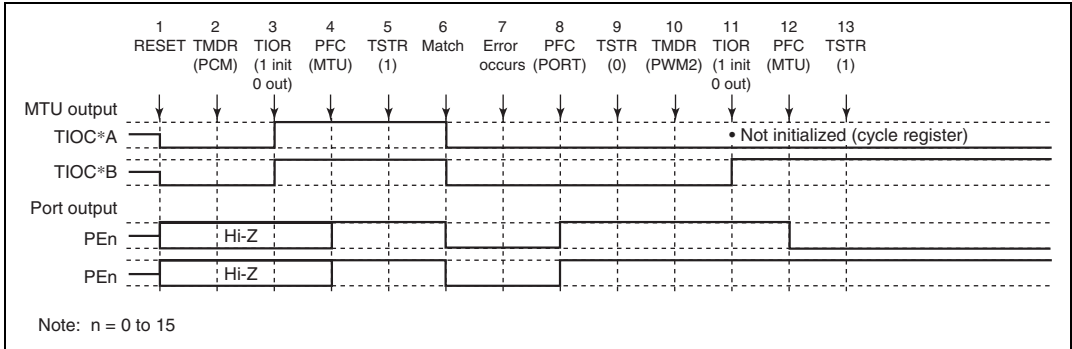 1 2 3 4 5 6 7 8 9 10 11 12 13
RESET TMDR TIOR PFC TSTR Match Error PFC TSTR TMDR TIOR PFC TSTR
(PCM) (1 init (MTU) (1) occurs (PORT) (0) (PWM2) (1 init (MTU) (1)
0 out) 0 out)
MTU output
TIOC*A • Not initialized (cycle register)
TIOC*B
Port output
PEn Hi-Z
PEn Hi-Z
Note: n = 0 to 15